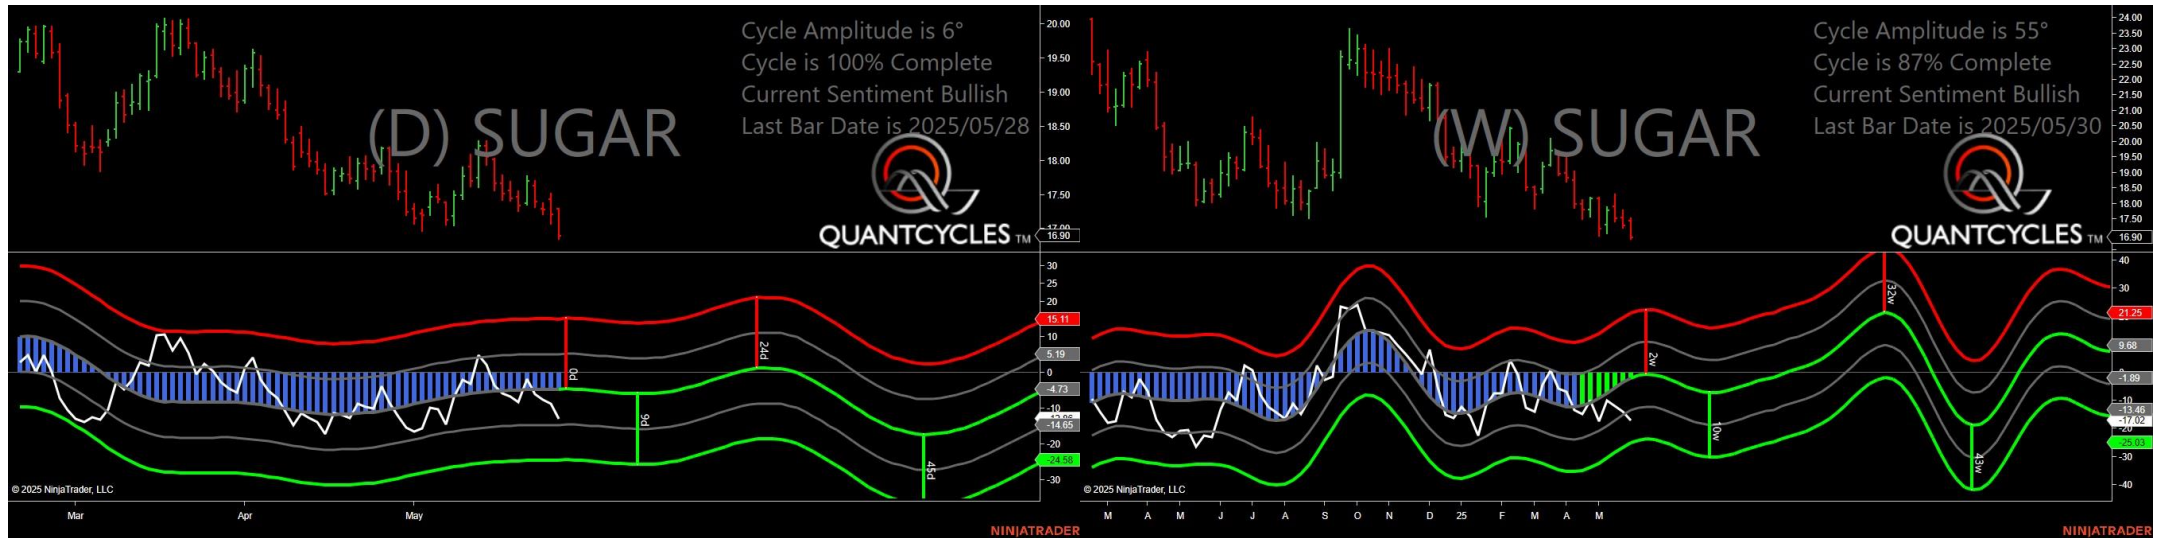 Cycle Amplitude is 6°
Cycle is 100% Complete
Current Sentiment Bullish
Last Bar Date is 2025/05/28
(D) SUGAR
QUANTCYCLES TM
20.00
19.50
19.00
18.50
18.00
17.50
17.00
16.90
30
25
20
15.11
10
5.19
0
-4.73
-10
-14.65
-20
-24.58
-30
0d
9d
24d
45d
© 2025 NinjaTrader, LLC
Mar
Apr
May
NINJATRADER
Cycle Amplitude is 55°
Cycle is 87% Complete
Current Sentiment Bullish
Last Bar Date is 2025/05/30
(W) SUGAR
QUANTCYCLES TM
24.00
23.50
23.00
22.50
22.00
21.50
21.00
20.50
20.00
19.50
19.00
18.50
18.00
17.50
16.90
40
30
21.25
9.68
-1.89
-10
-13.46
-17.02
-20
-25.03
-30
-40
2w
10w
32w
43w
© 2025 NinjaTrader, LLC
M
A
M
J
J
A
S
O
N
D
25
F
M
A
M
NINJATRADER